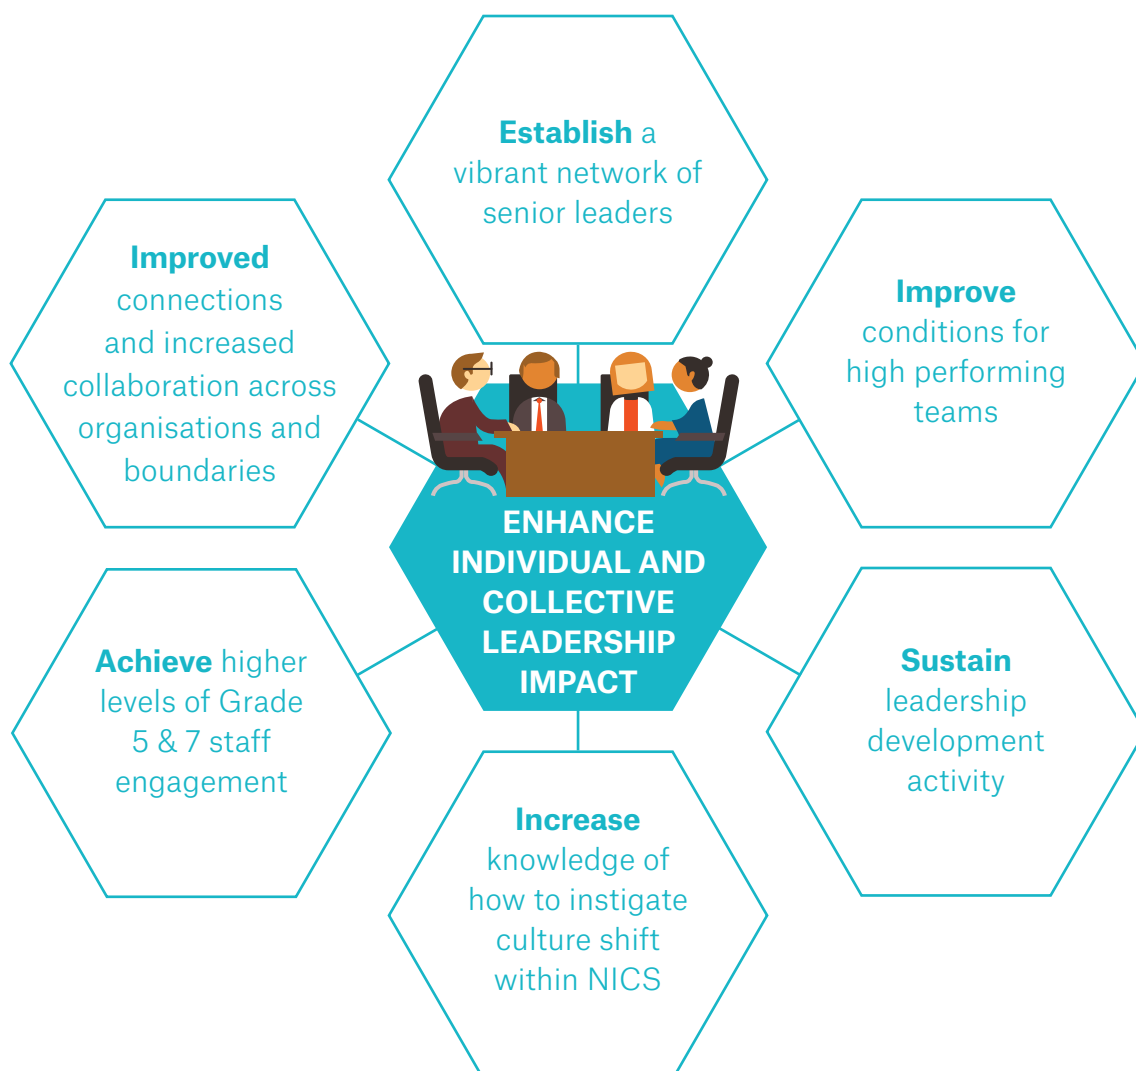 Establish a
vibrant network of
senior leaders
Improved
connections
and increased
collaboration across
organisations and
boundaries
Improve
conditions for
high performing
teams
ENHANCE
INDIVIDUAL AND
COLLECTIVE
LEADERSHIP
IMPACT
Achieve higher
levels of Grade
5 & 7 staff
engagement
Sustain
leadership
development
activity
Increase
knowledge of
how to instigate
culture shift
within NICS